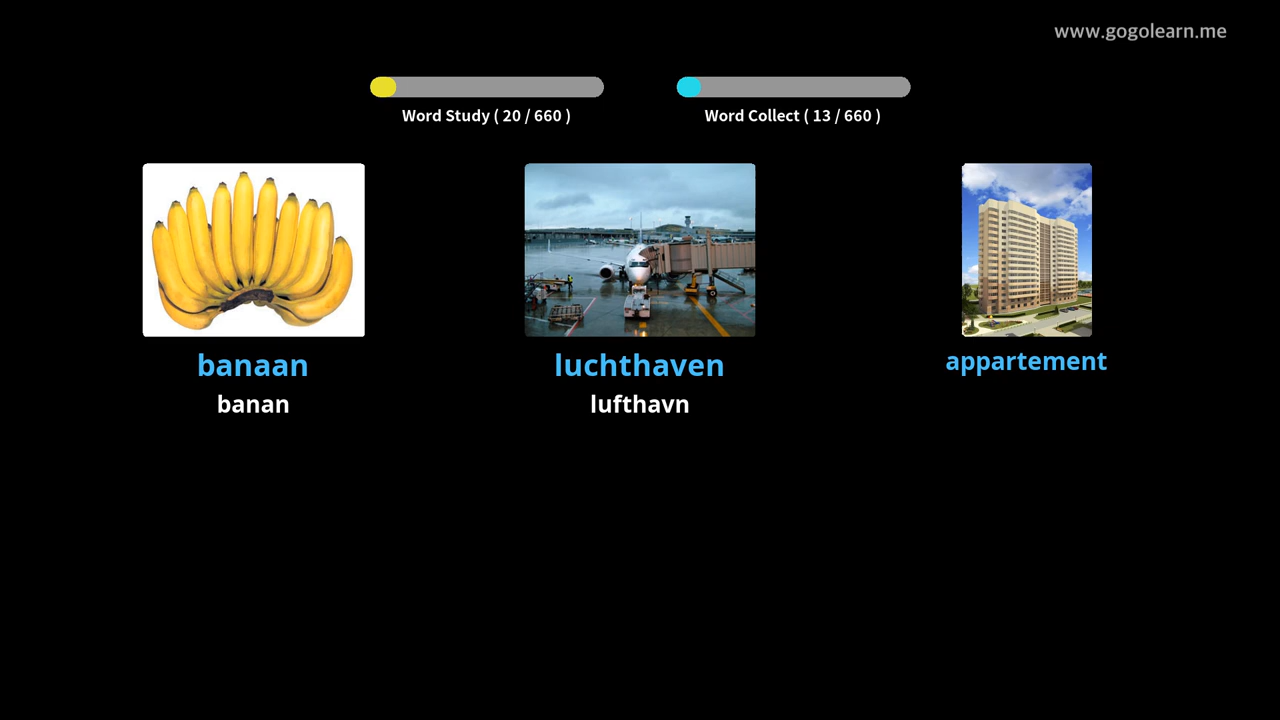 www.gogolearn.me
Word Study ( 20 / 660 )
Word Collect ( 13 / 660 )
banaan
banan
luchthaven
lufthavn
appartement